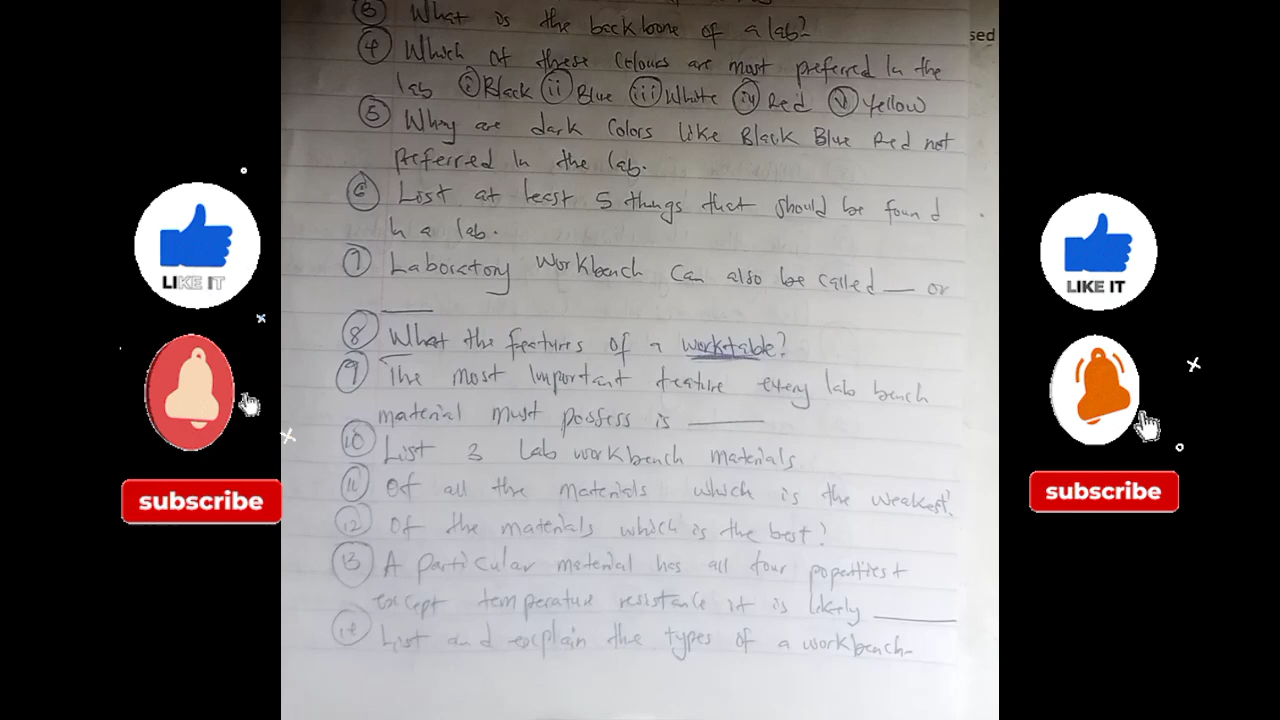 ③ What is the backbone of a lab?
sed
④ Which of these colours are most preferred in the
lab ⓘ Black ⓘⓘ Blue ⓘⓘⓘ White ⓘⓥ Red ⓥ Yellow
⑤ Why are dark Colors like Black Blue Red not
preferred in the lab.
⑥ List at least 5 things that should be found
in a lab.
⑦ Laboratory Workbench can also be called ___ or
___
⑧ What the features of a worktable?
⑨ The most important feature every lab bench
material must possess is ___
⑩ List 3 Lab workbench materials
⑪ Of all the materials which is the weakest?
⑫ Of the materials which is the best?
⑬ A particular material has all four
except temperature resistance it is likely ___
⑭ List and explain the types of a workbench-
LIKE IT
subscribe
LIKE IT
subscribe